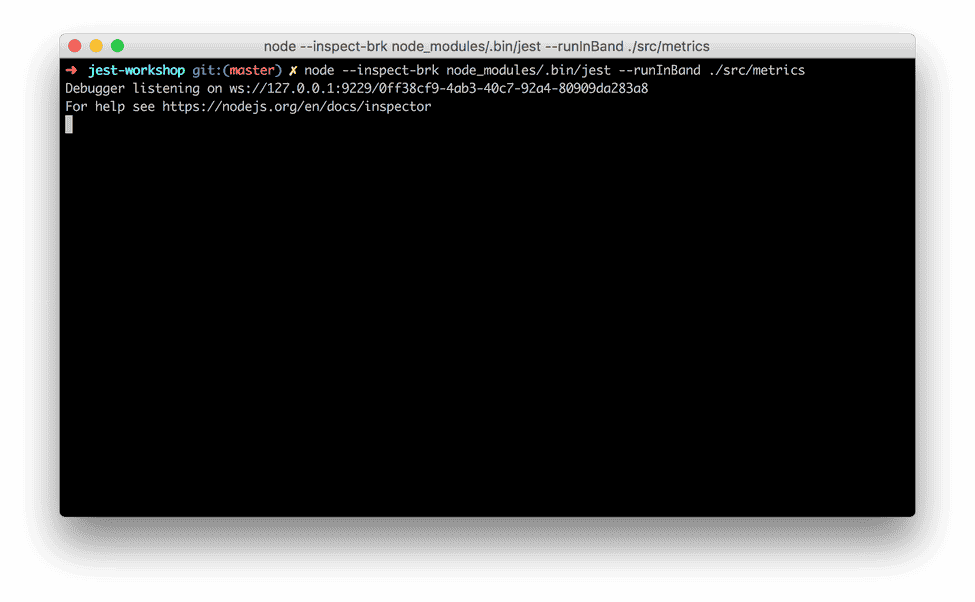 node --inspect-brk node_modules/.bin/jest --runInBand ./src/metrics
➜ jest-workshop git:(master) ✗ node --inspect-brk node_modules/.bin/jest --runInBand ./src/metrics
Debugger listening on ws://127.0.0.1:9229/0ff38cf9-4ab3-40c7-92a4-80909da283a8
For help see https://nodejs.org/en/docs/inspector